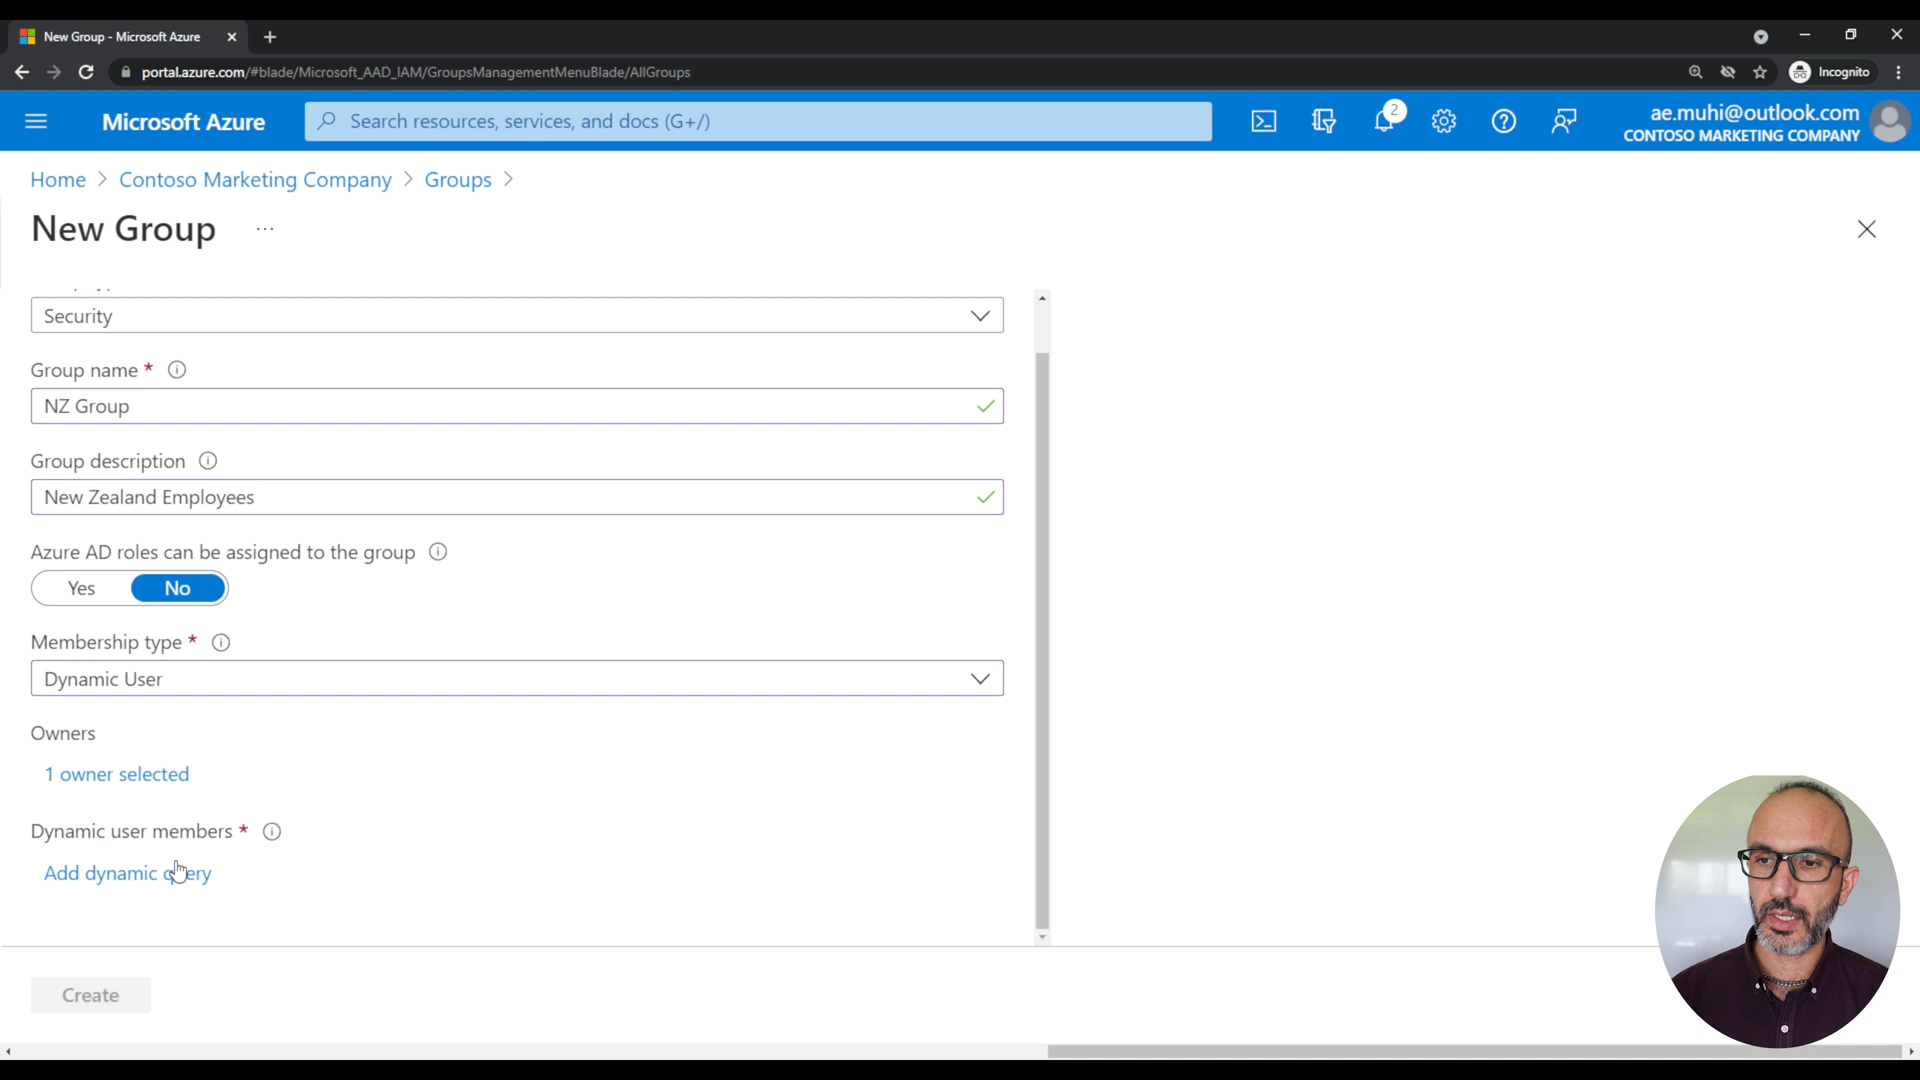 New Group - Microsoft Azure
portal.azure.com/#blade/Microsoft_AAD_IAM/GroupsManagementMenuBlade/AllGroups
Incognito
Microsoft Azure
Search resources, services, and docs (G+/)
2
ae.muhi@outlook.com
CONTOSO MARKETING COMPANY
Home > Contoso Marketing Company > Groups >
New Group ...
Security
Group name *
NZ Group
Group description
New Zealand Employees
Azure AD roles can be assigned to the group
Yes No
Membership type *
Dynamic User
Owners
1 owner selected
Dynamic user members *
Add dynamic query
Create